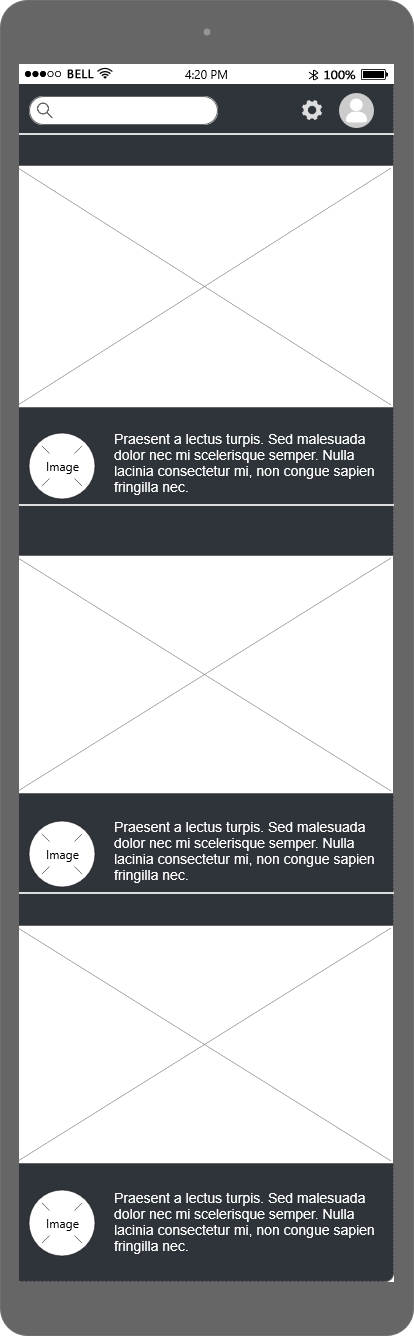 BELL 4:20 PM 100%
Praesent a lectus turpis. Sed malesuada
dolor nec mi scelerisque semper. Nulla
lacinia consectetur mi, non congue sapien
fringilla nec.
Image
Praesent a lectus turpis. Sed malesuada
dolor nec mi scelerisque semper. Nulla
lacinia consectetur mi, non congue sapien
fringilla nec.
Image
Praesent a lectus turpis. Sed malesuada
dolor nec mi scelerisque semper. Nulla
lacinia consectetur mi, non congue sapien
fringilla nec.
Image